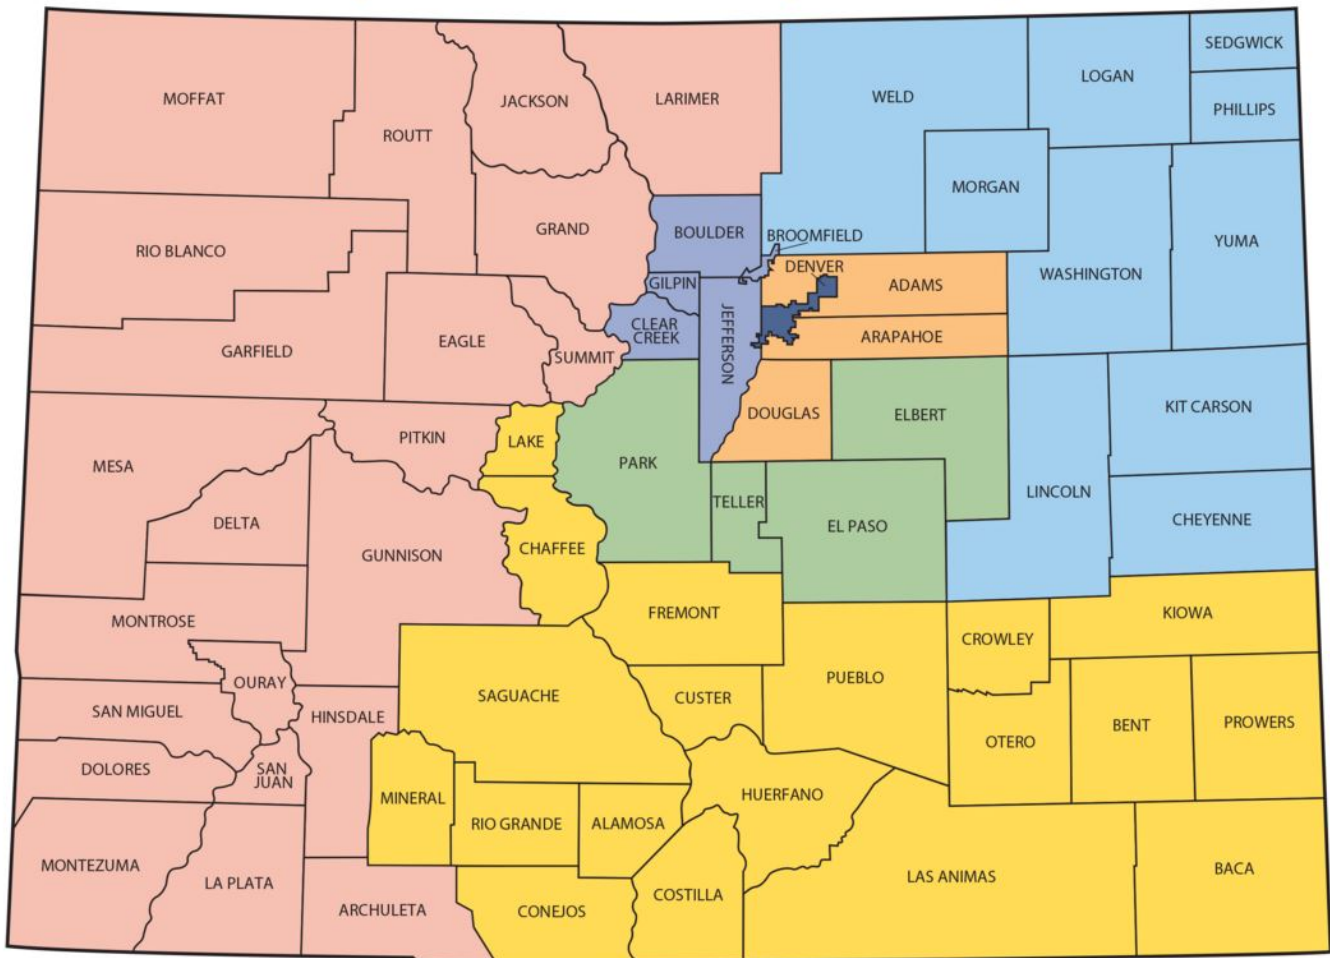 SEDGWICK
LOGAN
MOFFAT
JACKSON
LARIMER
WELD
PHILLIPS
ROUTT
MORGAN
GRAND
BOULDER
BROOMFIELD
RIO BLANCO
YUMA
DENVER
WASHINGTON
GILPIN
ADAMS
CLEAR
CREEK
JEFFERSON
ARAPAHOE
EAGLE
GARFIELD
SUMMIT
KIT CARSON
DOUGLAS
ELBERT
PITKIN
LAKE
MESA
PARK
LINCOLN
TELLER
CHEYENNE
DELTA
EL PASO
CHAFFEE
GUNNISON
FREMONT
KIOWA
MONTROSE
CROWLEY
OURAY
PUEBLO
SAGUACHE
CUSTER
SAN MIGUEL
HINSDALE
BENT
PROWERS
OTERO
DOLORES
SAN
JUAN
MINERAL
HUERFANO
RIO GRANDE
ALAMOSA
MONTEZUMA
BACA
LAS ANIMAS
LA PLATA
COSTILLA
ARCHULETA
CONEJOS